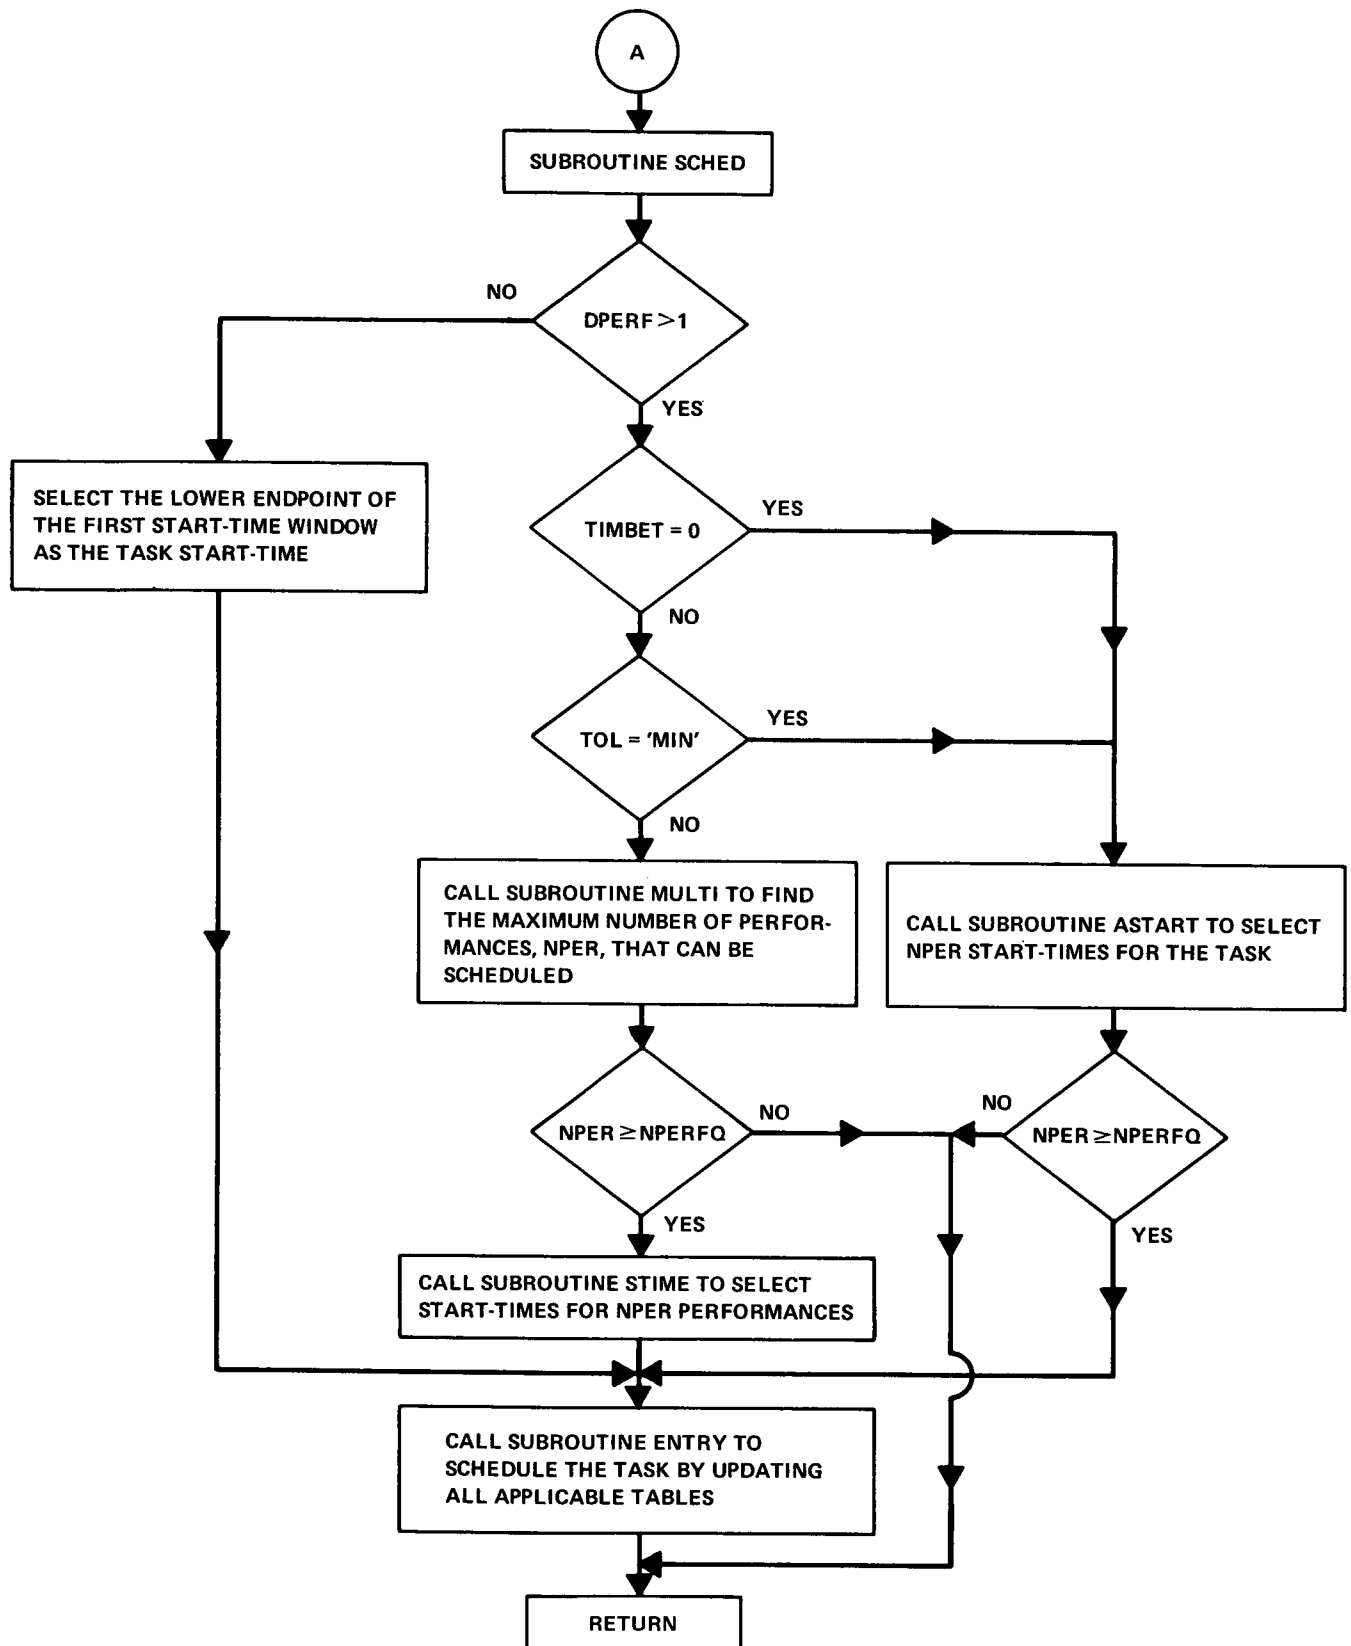 A
SUBROUTINE SCHED
NO
DPERF >1
YES
SELECT THE LOWER ENDPOINT OF
THE FIRST START-TIME WINDOW
AS THE TASK START-TIME
TIMBET = 0
YES
NO
TOL = 'MIN'
YES
NO
CALL SUBROUTINE MULTI TO FIND
THE MAXIMUM NUMBER OF PERFOR-
MANCES, NPER, THAT CAN BE
SCHEDULED
CALL SUBROUTINE ASTART TO SELECT
NPER START-TIMES FOR THE TASK
NPER ≥ NPERFQ
NO
NO
NPER ≥ NPERFQ
YES
YES
CALL SUBROUTINE STIME TO SELECT
START-TIMES FOR NPER PERFORMANCES
CALL SUBROUTINE ENTRY TO
SCHEDULE THE TASK BY UPDATING
ALL APPLICABLE TABLES
RETURN